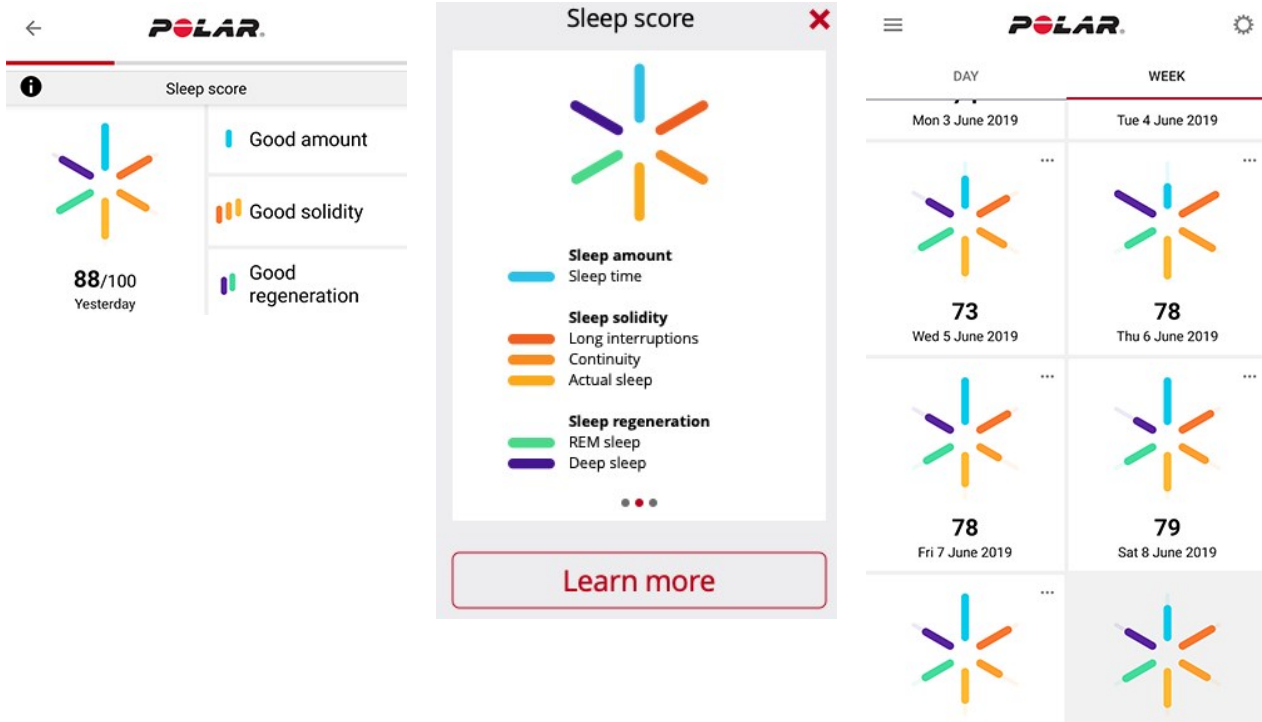 POLAR.
Sleep score
Good amount
Good solidity
Good
regeneration
88/100
Yesterday
Sleep score
Sleep amount
Sleep time
Sleep solidity
Long interruptions
Continuity
Actual sleep
Sleep regeneration
REM sleep
Deep sleep
Learn more
POLAR.
DAY WEEK
Mon 3 June 2019 Tue 4 June 2019
73 78
Wed 5 June 2019 Thu 6 June 2019
78 79
Fri 7 June 2019 Sat 8 June 2019